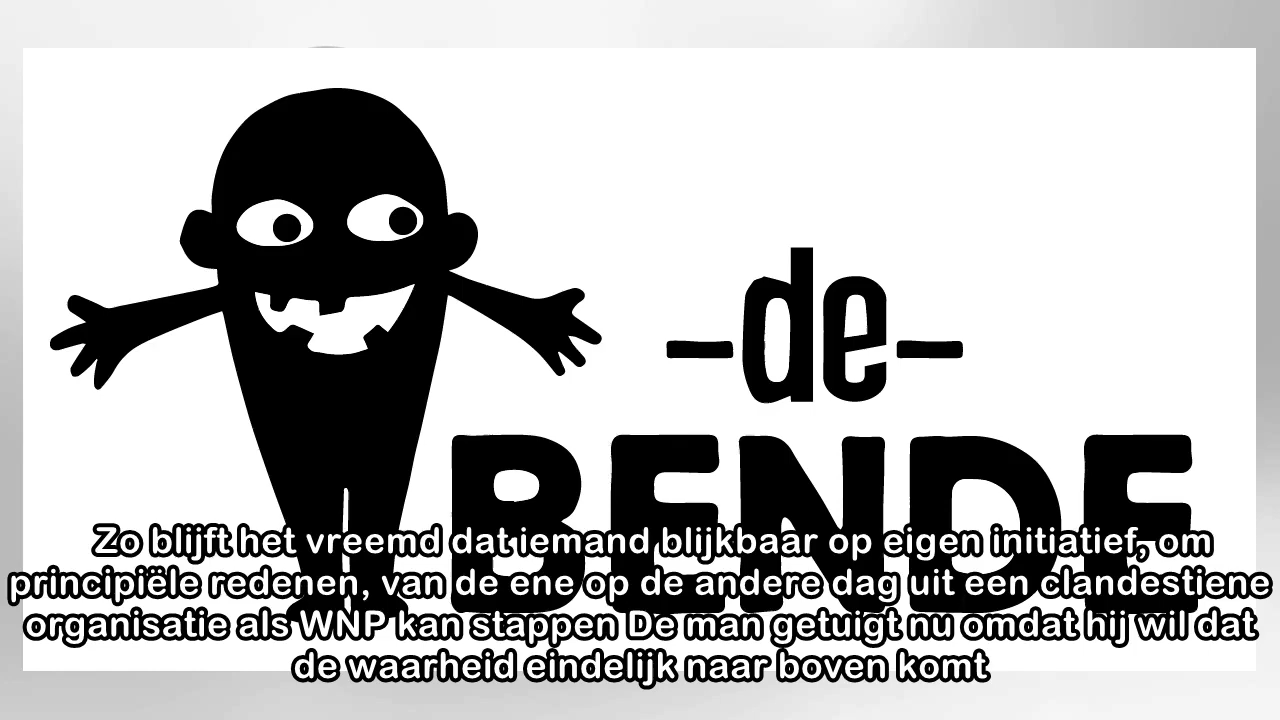 -de-
BENDE
Zo blijft het vreemd dat iemand blijkbaar op eigen initiatief, om
principiële redenen, van de ene op de andere dag uit een clandestiene
organisatie als WNP kan stappen De man getuigt nu omdat hij wil dat
de waarheid eindelijk naar boven komt